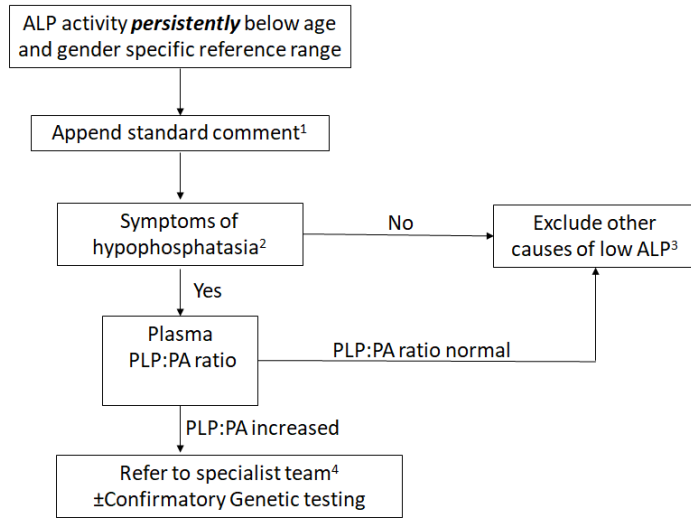 ALP activity persistently below age
and gender specific reference range
Append standard comment¹
Symptoms of
hypophosphatasia²
No
Exclude other
causes of low ALP³
Yes
Plasma
PLP:PA ratio
PLP:PA ratio normal
PLP:PA increased
Refer to specialist team⁴
±Confirmatory Genetic testing